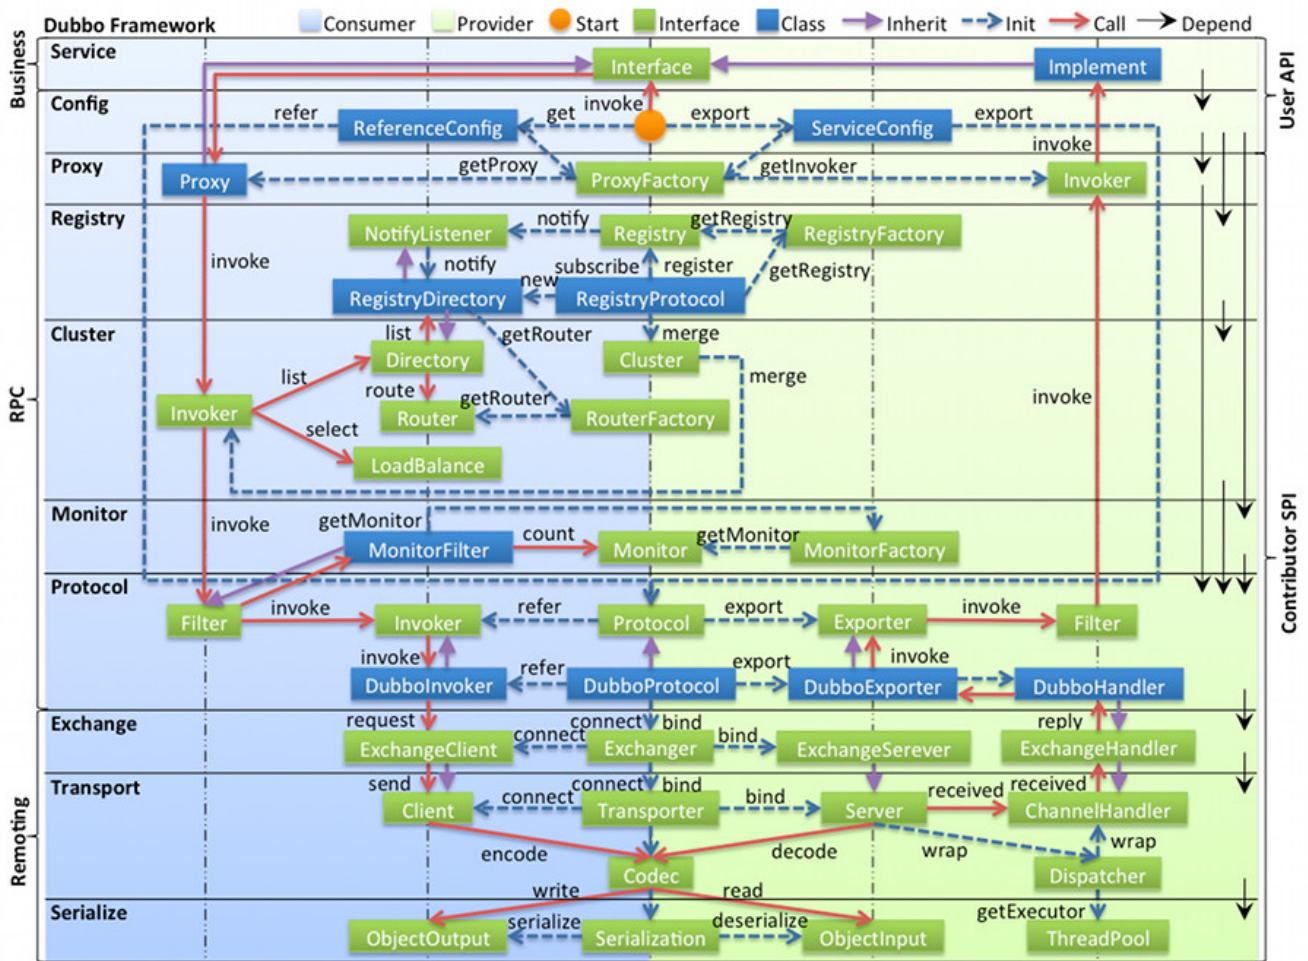 Dubbo Framework
Consumer
Provider
Start
Interface
Class
Inherit
Init
Call
Depend
Business
RPC
Remoting
User API
Contributor SPI
Service
Interface
Implement
Config
refer
ReferenceConfig
get
invoke
export
ServiceConfig
export
invoke
Proxy
Proxy
getProxy
ProxyFactory
getInvoker
Invoker
Registry
NotifyListener
notify
Registry
getRegistry
RegistryFactory
invoke
notify
subscribe
register
getRegistry
RegistryDirectory
new
RegistryProtocol
Cluster
list
getRouter
merge
Directory
Cluster
merge
list
route
getRouter
invoke
Invoker
Router
RouterFactory
select
LoadBalance
Monitor
invoke
getMonitor
MonitorFilter
count
Monitor
getMonitor
MonitorFactory
Protocol
Filter
invoke
Invoker
refer
Protocol
export
Exporter
invoke
Filter
invoke
refer
export
invoke
DubboInvoker
DubboProtocol
DubboExporter
DubboHandler
Exchange
request
connect
bind
reply
ExchangeClient
connect
Exchanger
bind
ExchangeSerever
ExchangeHandler
Transport
send
connect
bind
received
received
Client
connect
Transporter
bind
Server
ChannelHandler
encode
decode
wrap
wrap
Codec
Dispatcher
write
read
Serialize
serialize
deserialize
getExecutor
ObjectOutput
Serialization
ObjectInput
ThreadPool